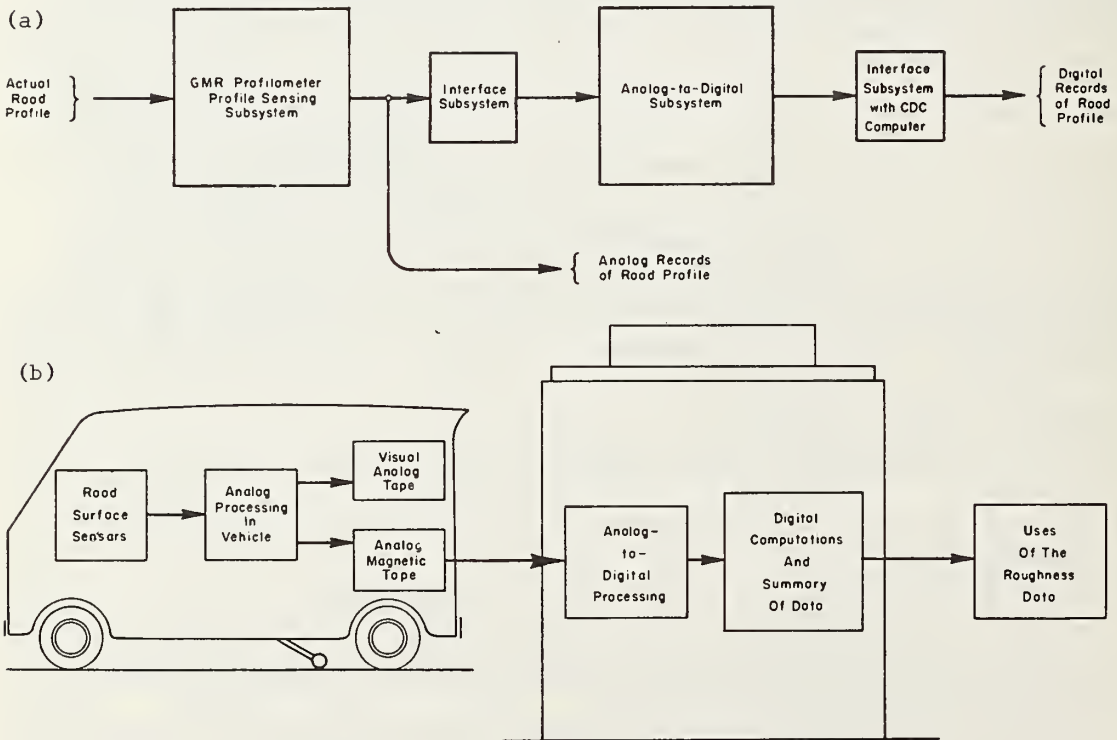 (a)
Actual
Road
Profile
GMR Profilometer
Profile Sensing
Subsystem
Interface
Subsystem
Analog-to-Digital
Subsystem
Interface
Subsystem
with CDC
Computer
Digital
Records
of Road
Profile
Analog Records
of Road Profile
(b)
Road
Surface
Sensors
Analog
Processing
In
Vehicle
Visual
Analog
Tape
Analog
Magnetic
Tape
Analog-
to-
Digital
Processing
Digital
Computations
And
Summary
Of Data
Uses
Of The
Roughness
Data